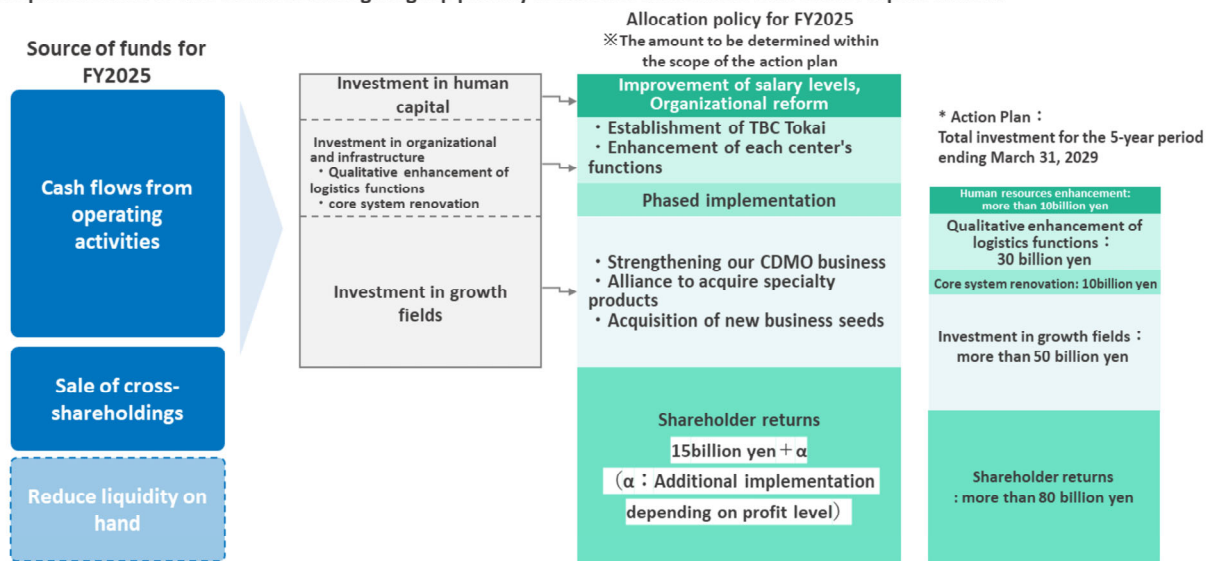 Allocation policy for FY2025
※The amount to be determined within
the scope of the action plan
Source of funds for
FY2025
Cash flows from
operating
activities
Sale of cross-
shareholdings
Reduce liquidity on
hand
Investment in human
capital
Investment in organizational
and infrastructure
・Qualitative enhancement of
logistics functions
・core system renovation
Investment in growth
fields
Improvement of salary levels,
Organizational reform
・Establishment of TBC Tokai
・Enhancement of each center's
functions
Phased implementation
・Strengthening our CDMO business
・Alliance to acquire specialty
products
・Acquisition of new business seeds
Shareholder returns
15billion yen+α
(α:Additional implementation
depending on profit level)
* Action Plan:
Total investment for the 5-year period
ending March 31, 2029
Human resources enhancement:
more than 10billion yen
Qualitative enhancement of
logistics functions:
30 billion yen
Core system renovation: 10billion yen
Investment in growth fields:
more than 50 billion yen
Shareholder returns
: more than 80 billion yen